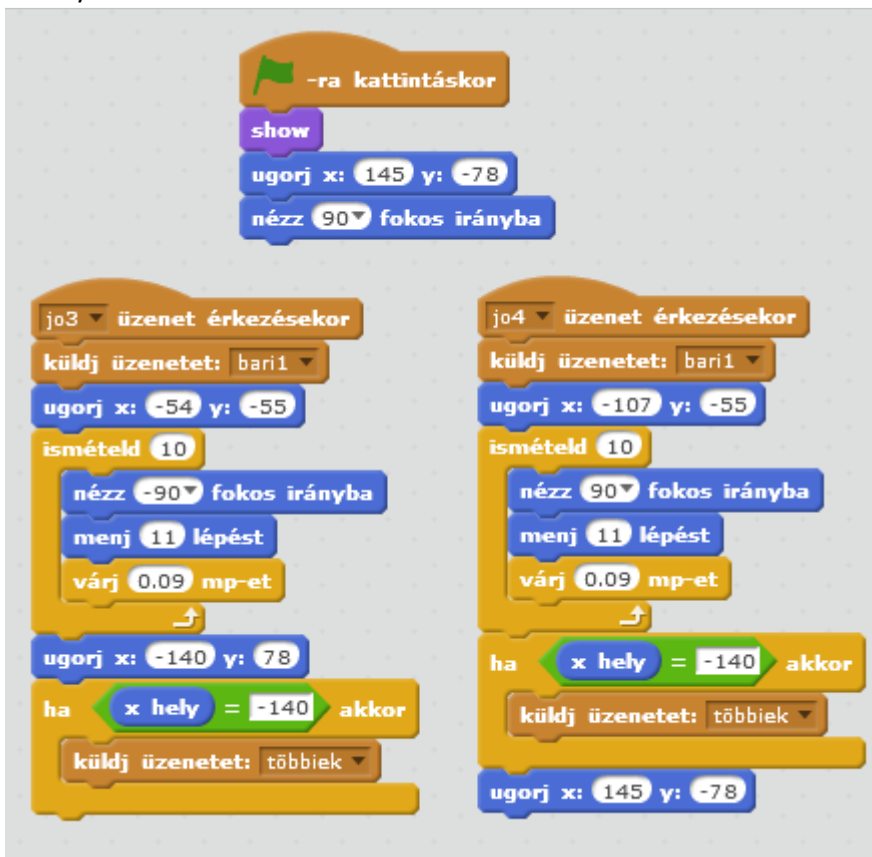 -ra kattintáskor
show
ugorj x: 145 y: -78
nézz 90 fokos irányba
jo3 üzenet érkezésekor
küldj üzenetet: bari1
ugorj x: -54 y: -55
ismételd 10
nézz -90 fokos irányba
menj 11 lépést
várj 0.09 mp-et
ugorj x: -140 y: 78
ha x hely = -140 akkor
küldj üzenetet: többiek
jo4 üzenet érkezésekor
küldj üzenetet: bari1
ugorj x: -107 y: -55
ismételd 10
nézz 90 fokos irányba
menj 11 lépést
várj 0.09 mp-et
ha x hely = -140 akkor
küldj üzenetet: többiek
ugorj x: 145 y: -78